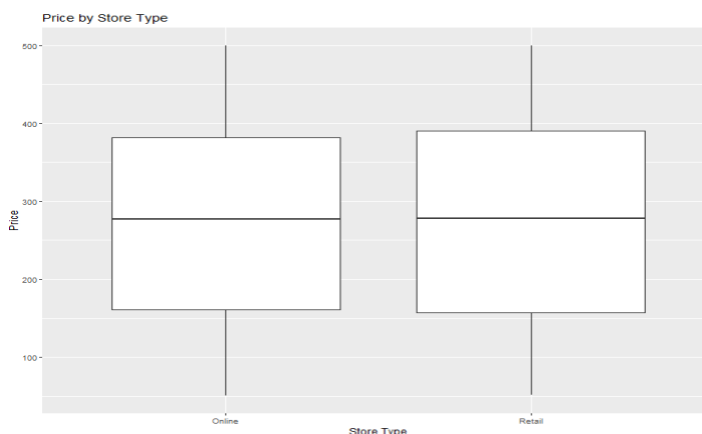 Price by Store Type
500
400
300
200
100
Price
Online Retail
Store Type